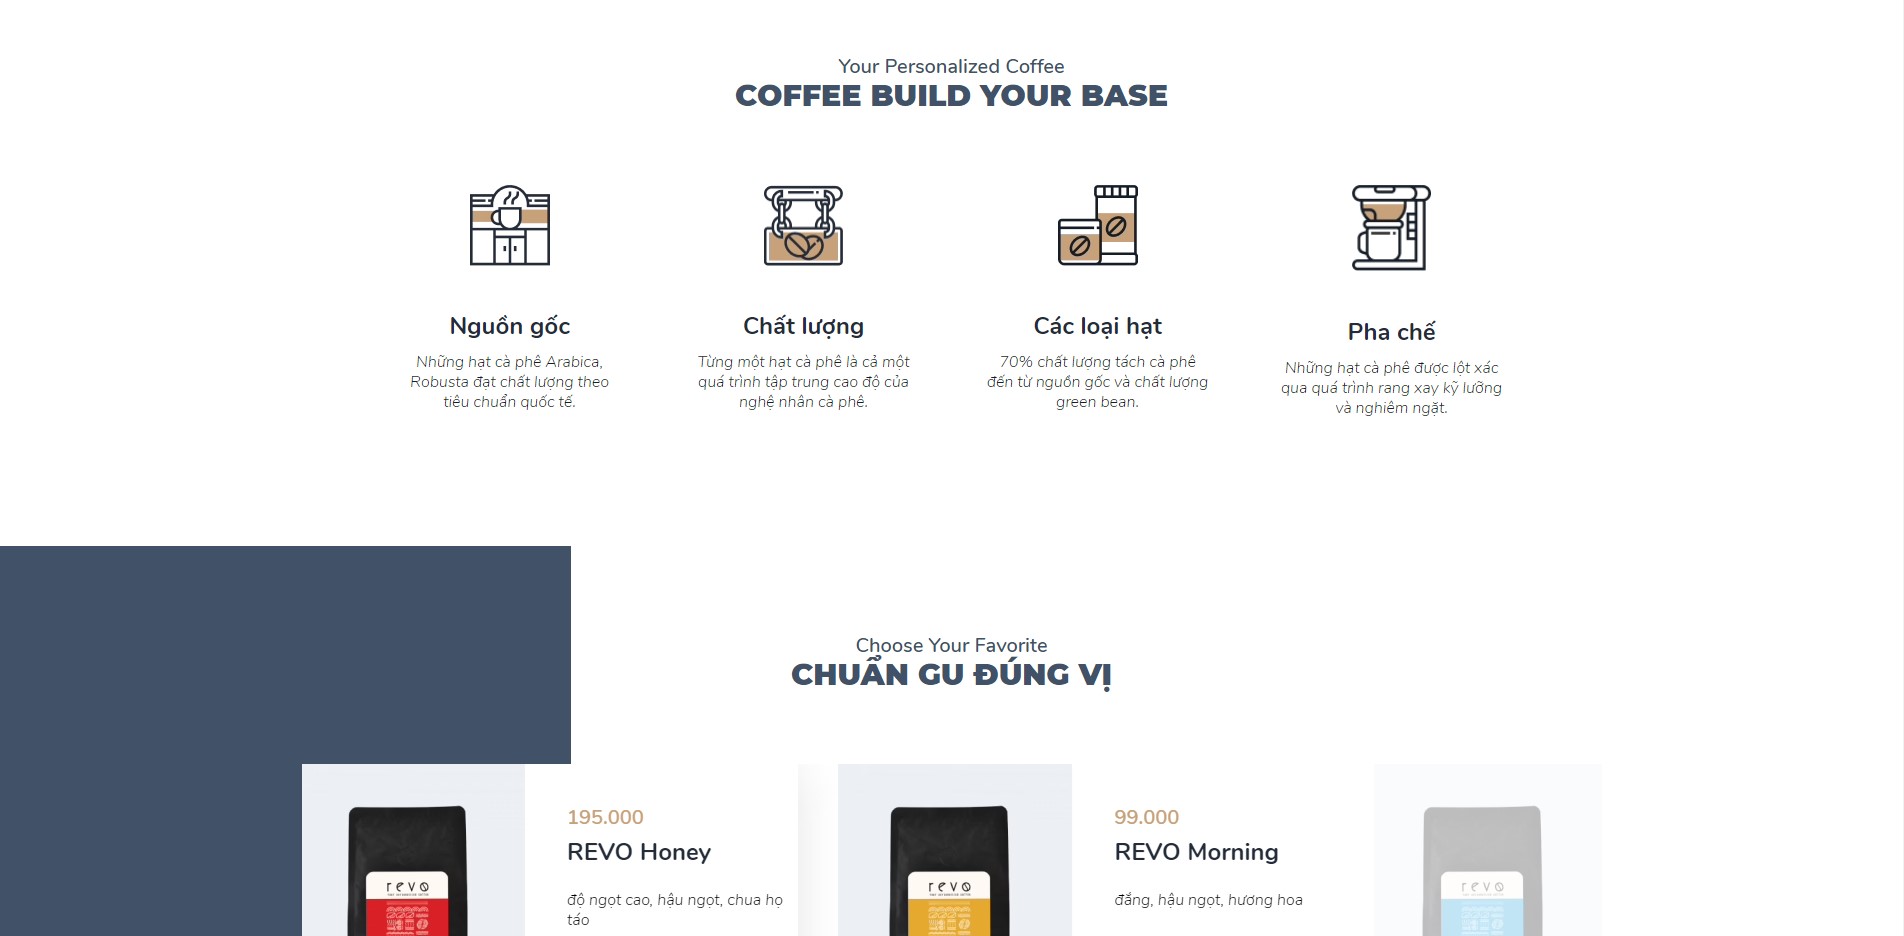 Your Personalized Coffee
COFFEE BUILD YOUR BASE
Nguồn gốc
Những hạt cà phê Arabica,
Robusta đạt chất lượng theo
tiêu chuẩn quốc tế.
Chất lượng
Từng một hạt cà phê là cả một
quá trình tập trung cao độ của
nghệ nhân cà phê.
Các loại hạt
70% chất lượng tách cà phê
đến từ nguồn gốc và chất lượng
green bean.
Pha chế
Những hạt cà phê được lột xác
qua quá trình rang xay kỹ lưỡng
và nghiêm ngặt.
Choose Your Favorite
CHUẨN GU ĐÚNG VỊ
revo
195.000
REVO Honey
độ ngọt cao, hậu ngọt, chua họ
táo
revo
99.000
REVO Morning
đắng, hậu ngọt, hương hoa
revo